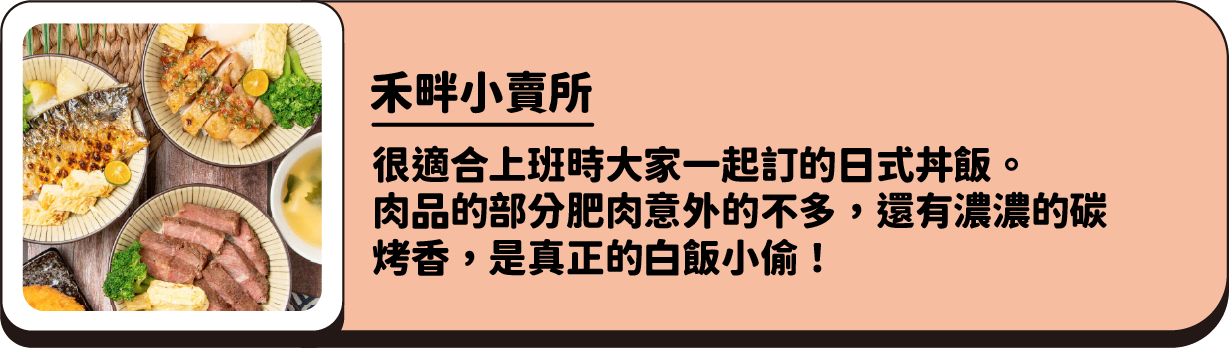 禾畔小賣所
很適合上班時大家一起訂的日式丼飯。
肉品的部分肥肉意外的不多，還有濃濃的碳
烤香，是真正的白飯小偷！